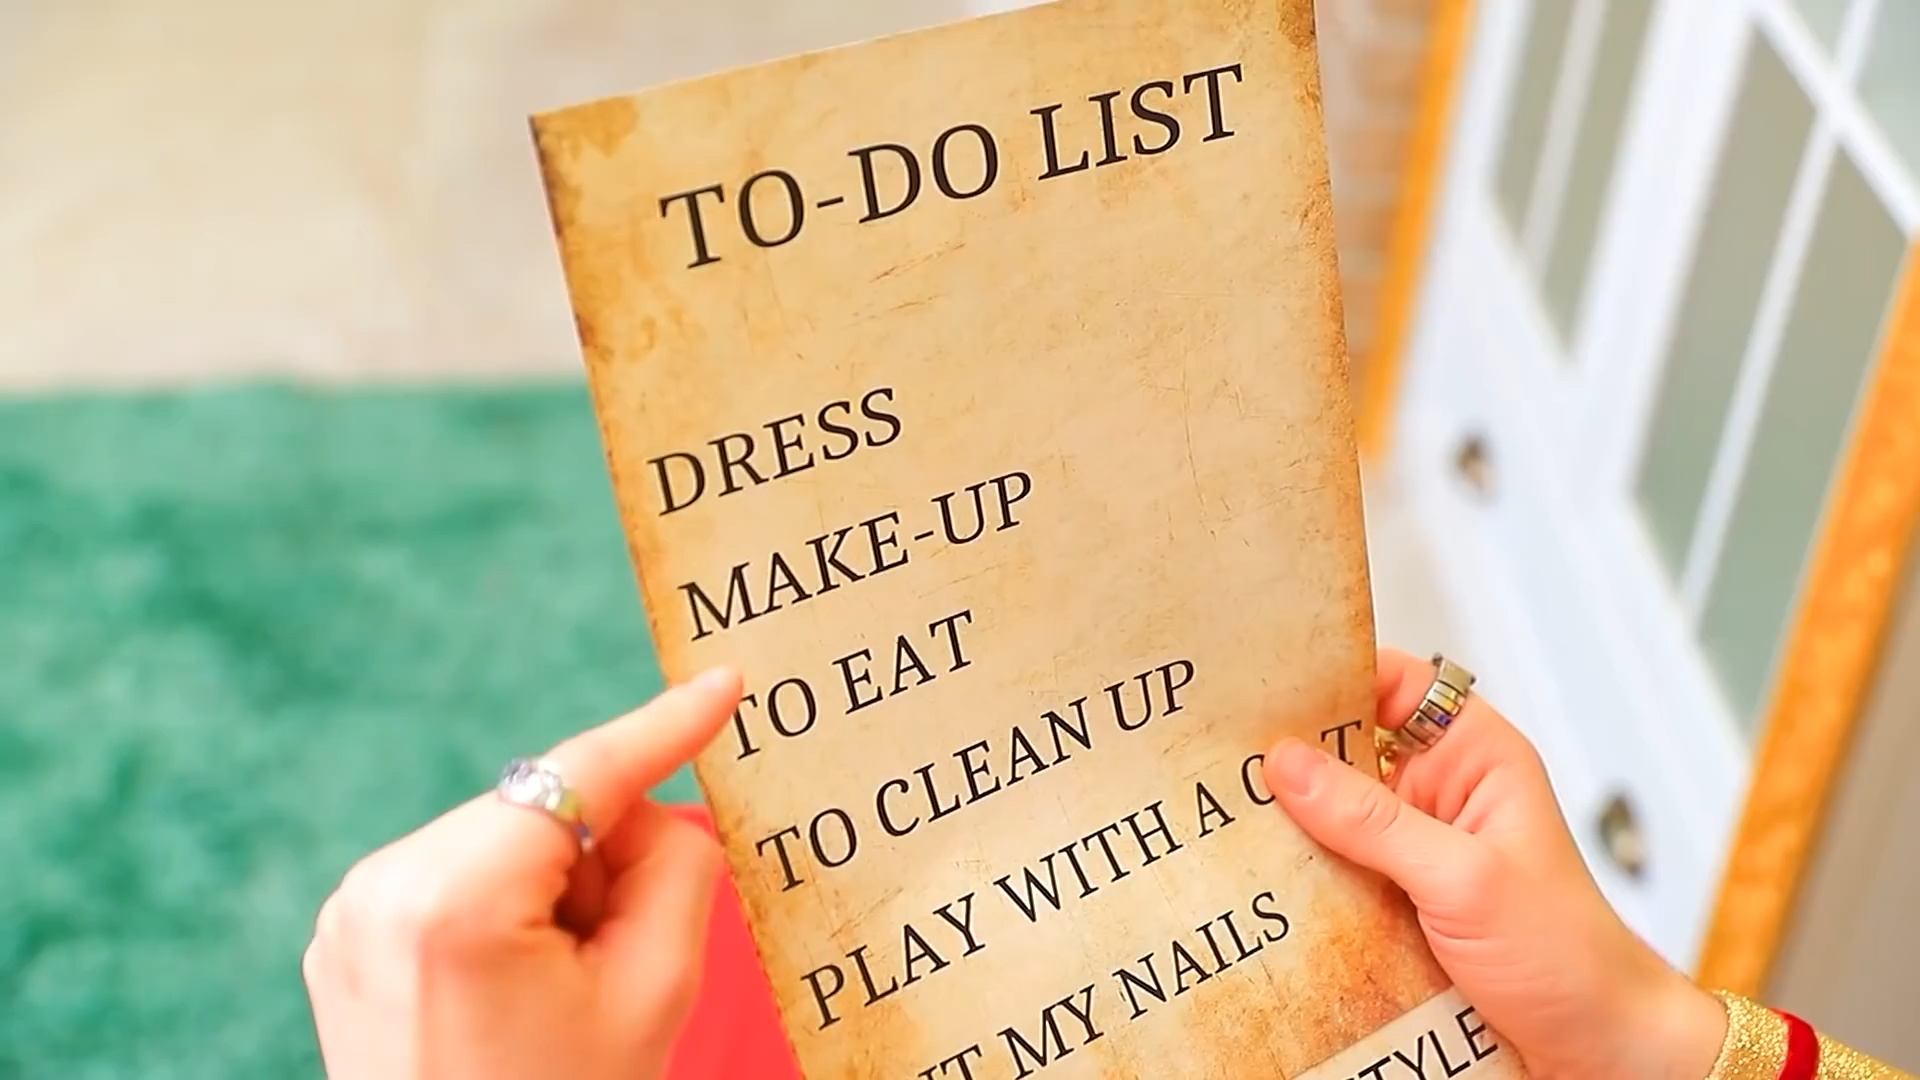 TO-DO LIST
DRESS
MAKE-UP
TO EAT
TO CLEAN UP
PLAY WITH A
MY NAILS